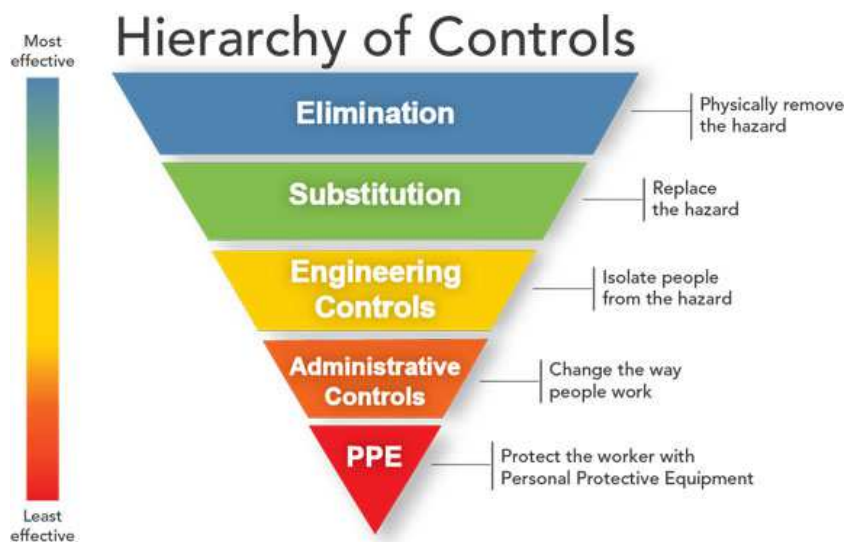 Hierarchy of Controls
Most
effective
Elimination
Physically remove
the hazard
Substitution
Replace
the hazard
Engineering
Controls
Isolate people
from the hazard
Administrative
Controls
Change the way
people work
PPE
Protect the worker with
Personal Protective Equipment
Least
effective